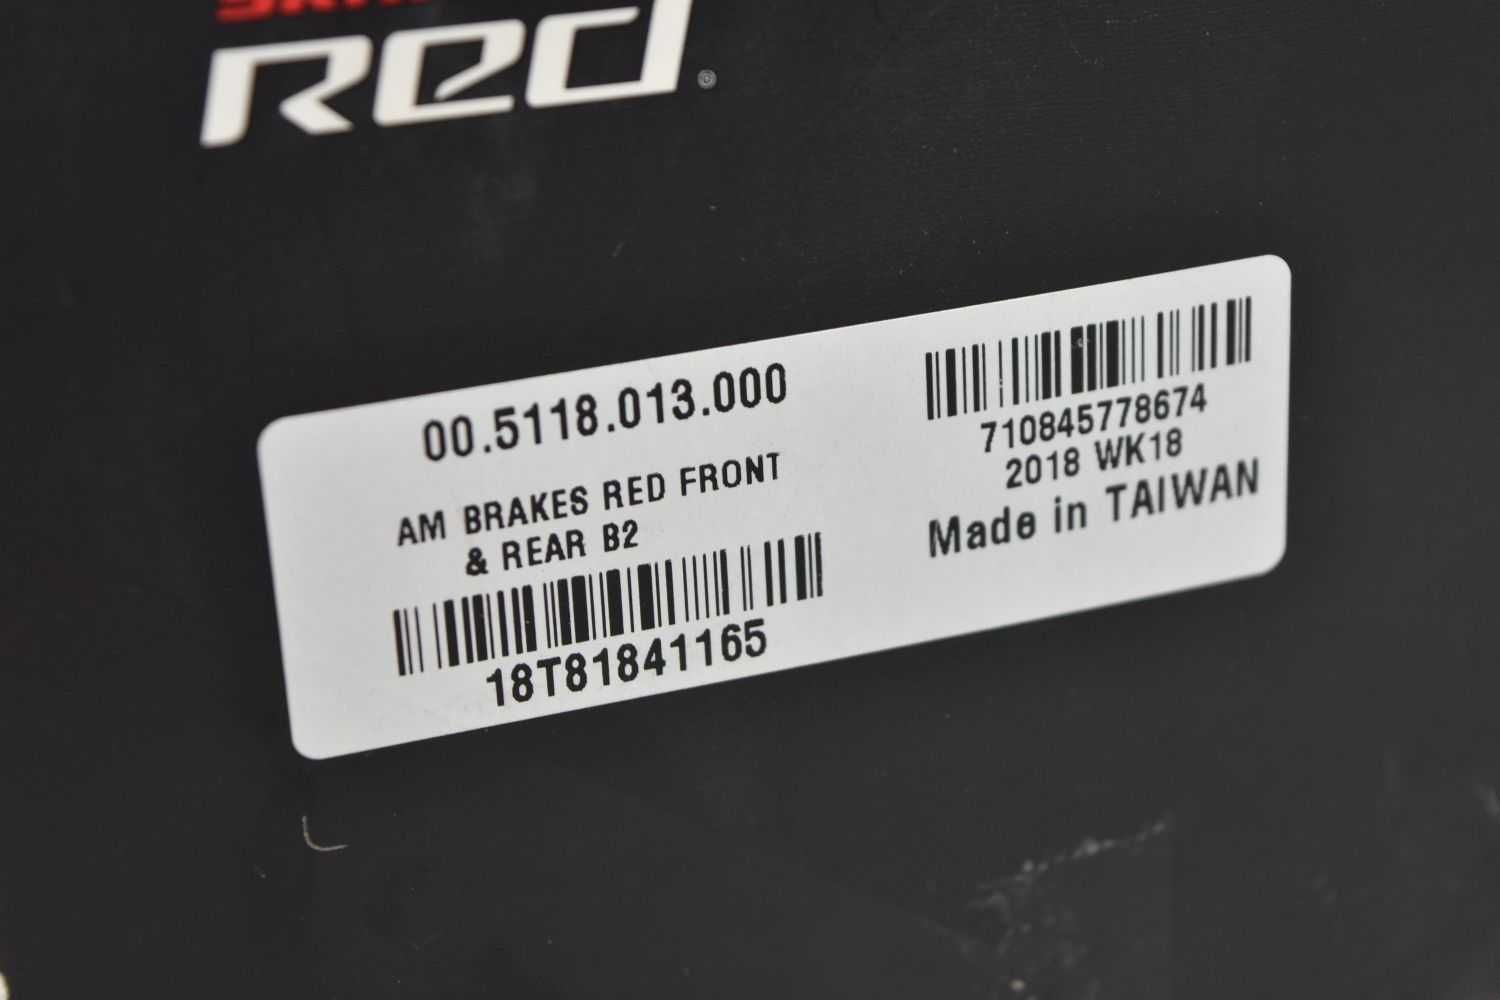 red
00.5118.013.000
AM BRAKES RED FRONT
& REAR B2
18T81841165
710845778674
2018 WK18
Made in TAIWAN